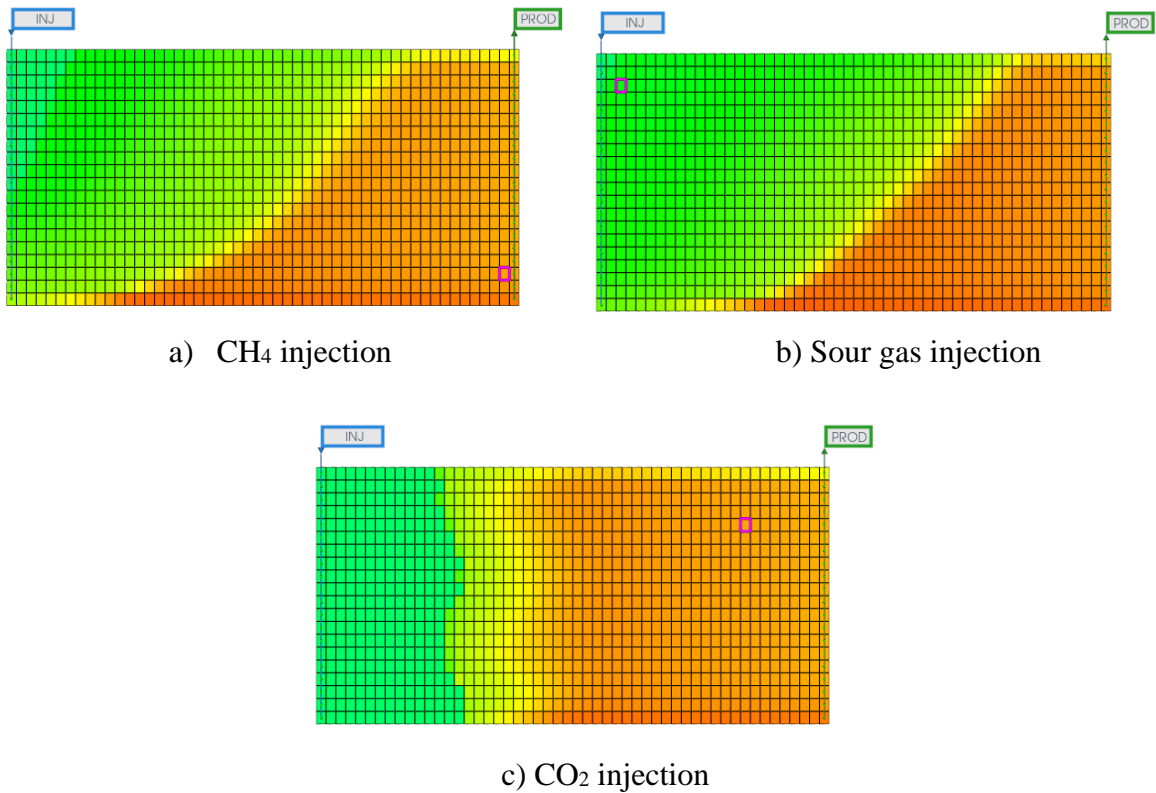 INJ
PROD
INJ
PROD
a) CH₄ injection
b) Sour gas injection
INJ
PROD
c) CO₂ injection